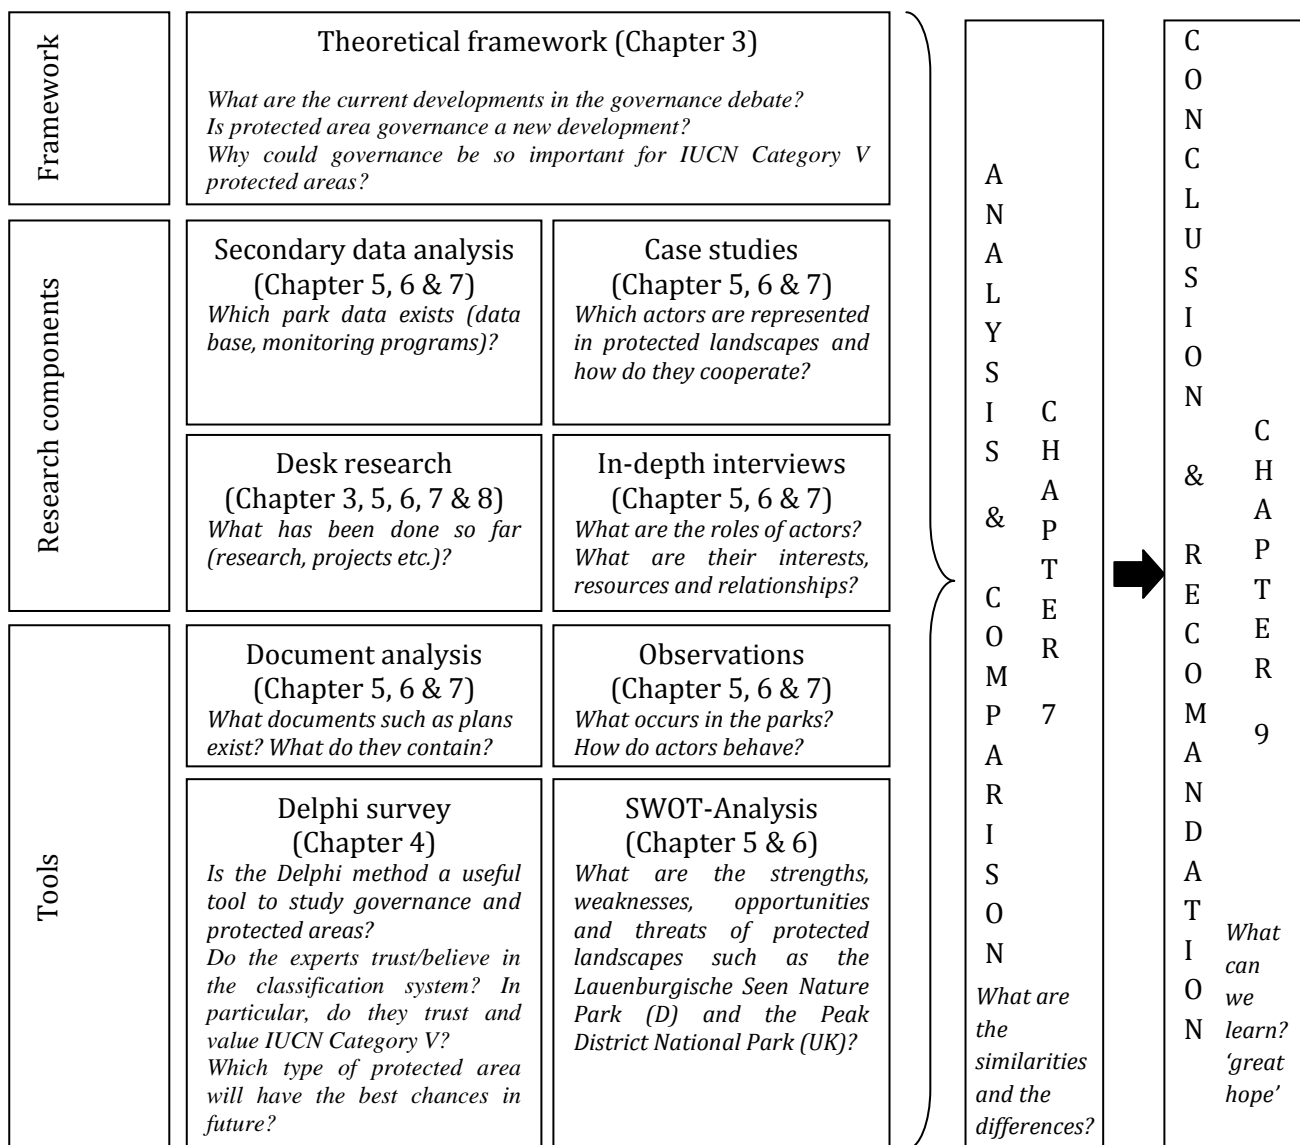 Framework
Theoretical framework (Chapter 3)
What are the current developments in the governance debate?
Is protected area governance a new development?
Why could governance be so important for IUCN Category V
protected areas?
Research components
Secondary data analysis
(Chapter 5, 6 & 7)
Which park data exists (data
base, monitoring programs)?
Case studies
(Chapter 5, 6 & 7)
Which actors are represented
in protected landscapes and
how do they cooperate?
Desk research
(Chapter 3, 5, 6, 7 & 8)
What has been done so far
(research, projects etc.)?
In-depth interviews
(Chapter 5, 6 & 7)
What are the roles of actors?
What are their interests,
resources and relationships?
Tools
Document analysis
(Chapter 5, 6 & 7)
What documents such as plans
exist? What do they contain?
Observations
(Chapter 5, 6 & 7)
What occurs in the parks?
How do actors behave?
Delphi survey
(Chapter 4)
Is the Delphi method a useful
tool to study governance and
protected areas?
Do the experts trust/believe in
the classification system? In
particular, do they trust and
value IUCN Category V?
Which type of protected area
will have the best chances in
future?
SWOT-Analysis
(Chapter 5 & 6)
What are the strengths,
weaknesses, opportunities
and threats of protected
landscapes such as the
Lauenburgische Seen Nature
Park (D) and the Peak
District National Park (UK)?
ANALYSIS & COMPARISON
CHAPTER 7
What are
the
similarities
and the
differences?
CONCLUSION & RECOMANDATION
CHAPTER 9
What
can
we
learn?
‘great
hope’